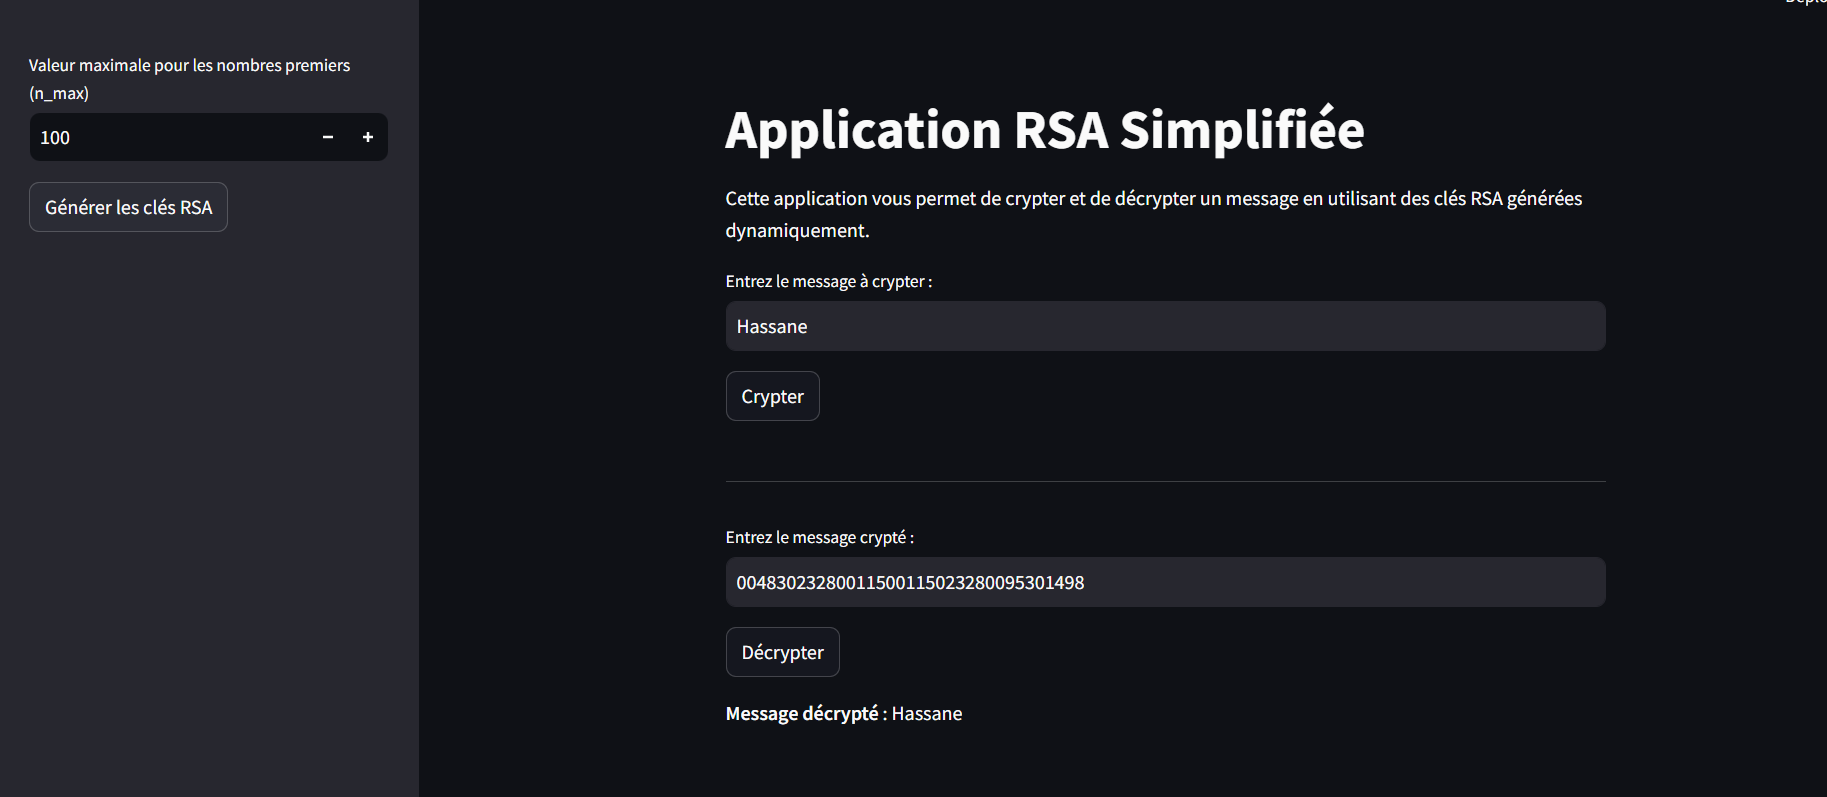 Valeur maximale pour les nombres premiers
(n_max)
100 - +
Générer les clés RSA
Application RSA Simplifiée
Cette application vous permet de crypter et de décrypter un message en utilisant des clés RSA générées
dynamiquement.
Entrez le message à crypter :
Hassane
Crypter
Entrez le message crypté :
00483023280011500115023280095301498
Décrypter
Message décrypté : Hassane